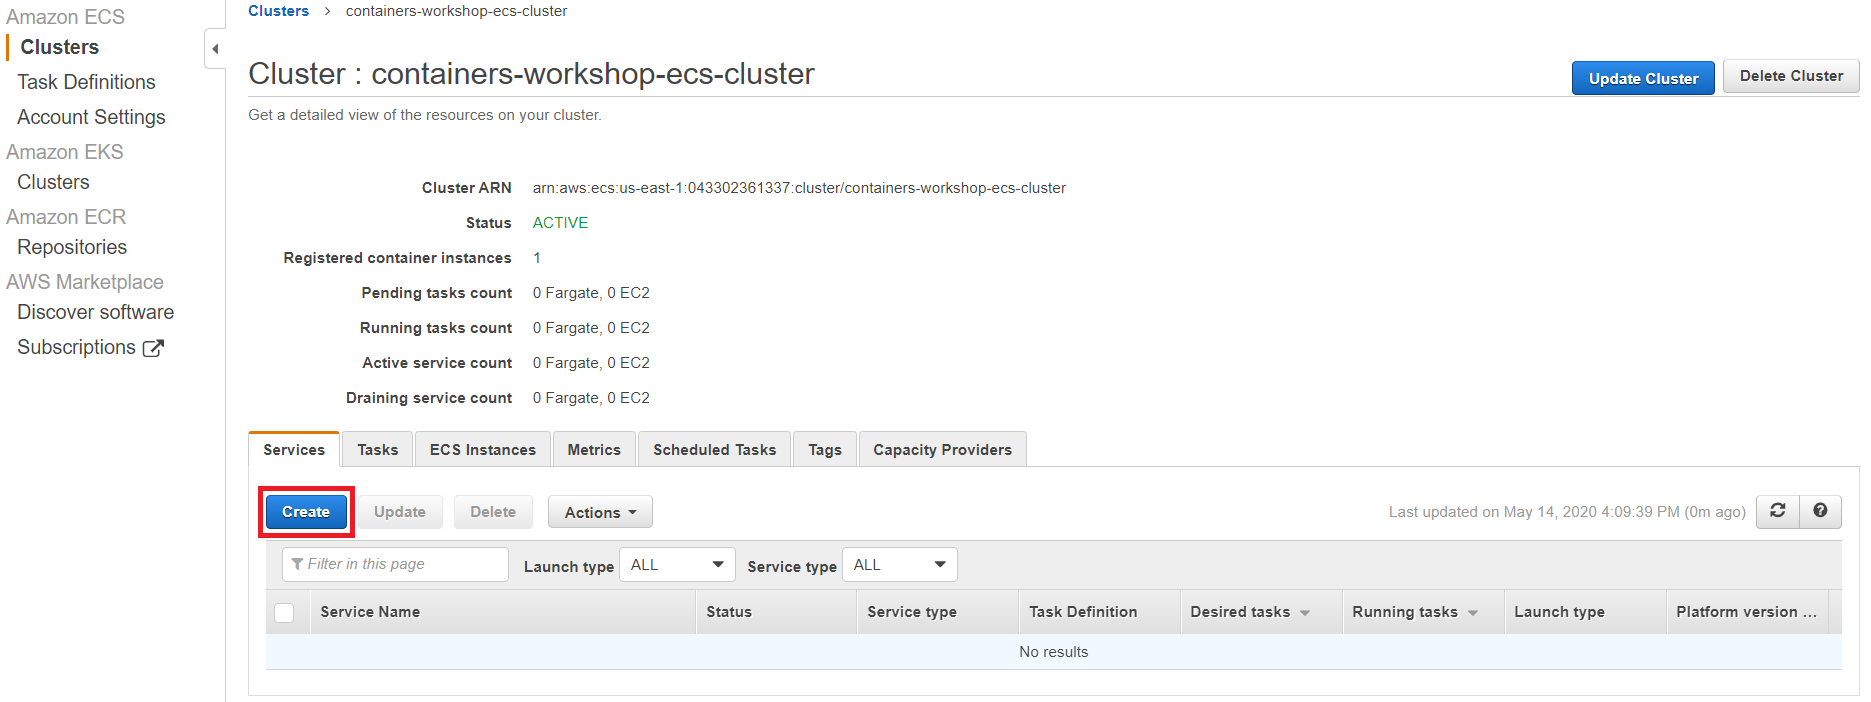 Amazon ECS
Clusters
Task Definitions
Account Settings
Amazon EKS
Clusters
Amazon ECR
Repositories
AWS Marketplace
Discover software
Subscriptions
Clusters > containers-workshop-ecs-cluster
Cluster : containers-workshop-ecs-cluster
Update Cluster Delete Cluster
Get a detailed view of the resources on your cluster.
Cluster ARN arn:aws:ecs:us-east-1:043302361337:cluster/containers-workshop-ecs-cluster
Status ACTIVE
Registered container instances 1
Pending tasks count 0 Fargate, 0 EC2
Running tasks count 0 Fargate, 0 EC2
Active service count 0 Fargate, 0 EC2
Draining service count 0 Fargate, 0 EC2
Services Tasks ECS Instances Metrics Scheduled Tasks Tags Capacity Providers
Create Update Delete Actions Last updated on May 14, 2020 4:09:39 PM (0m ago)
Filter in this page Launch type ALL Service type ALL
Service Name Status Service type Task Definition Desired tasks Running tasks Launch type Platform version ...
No results